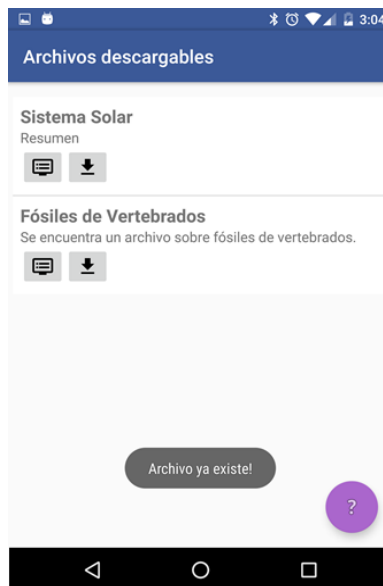 3:04
Archivos descargables
Sistema Solar
Resumen
Fósiles de Vertebrados
Se encuentra un archivo sobre fósiles de vertebrados.
Archivo ya existe!
?